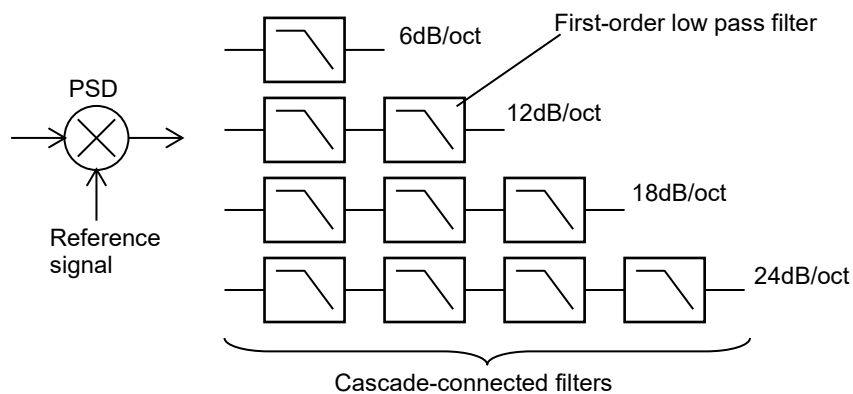 First-order low pass filter
6dB/oct
PSD
12dB/oct
18dB/oct
Reference
signal
24dB/oct
Cascade-connected filters